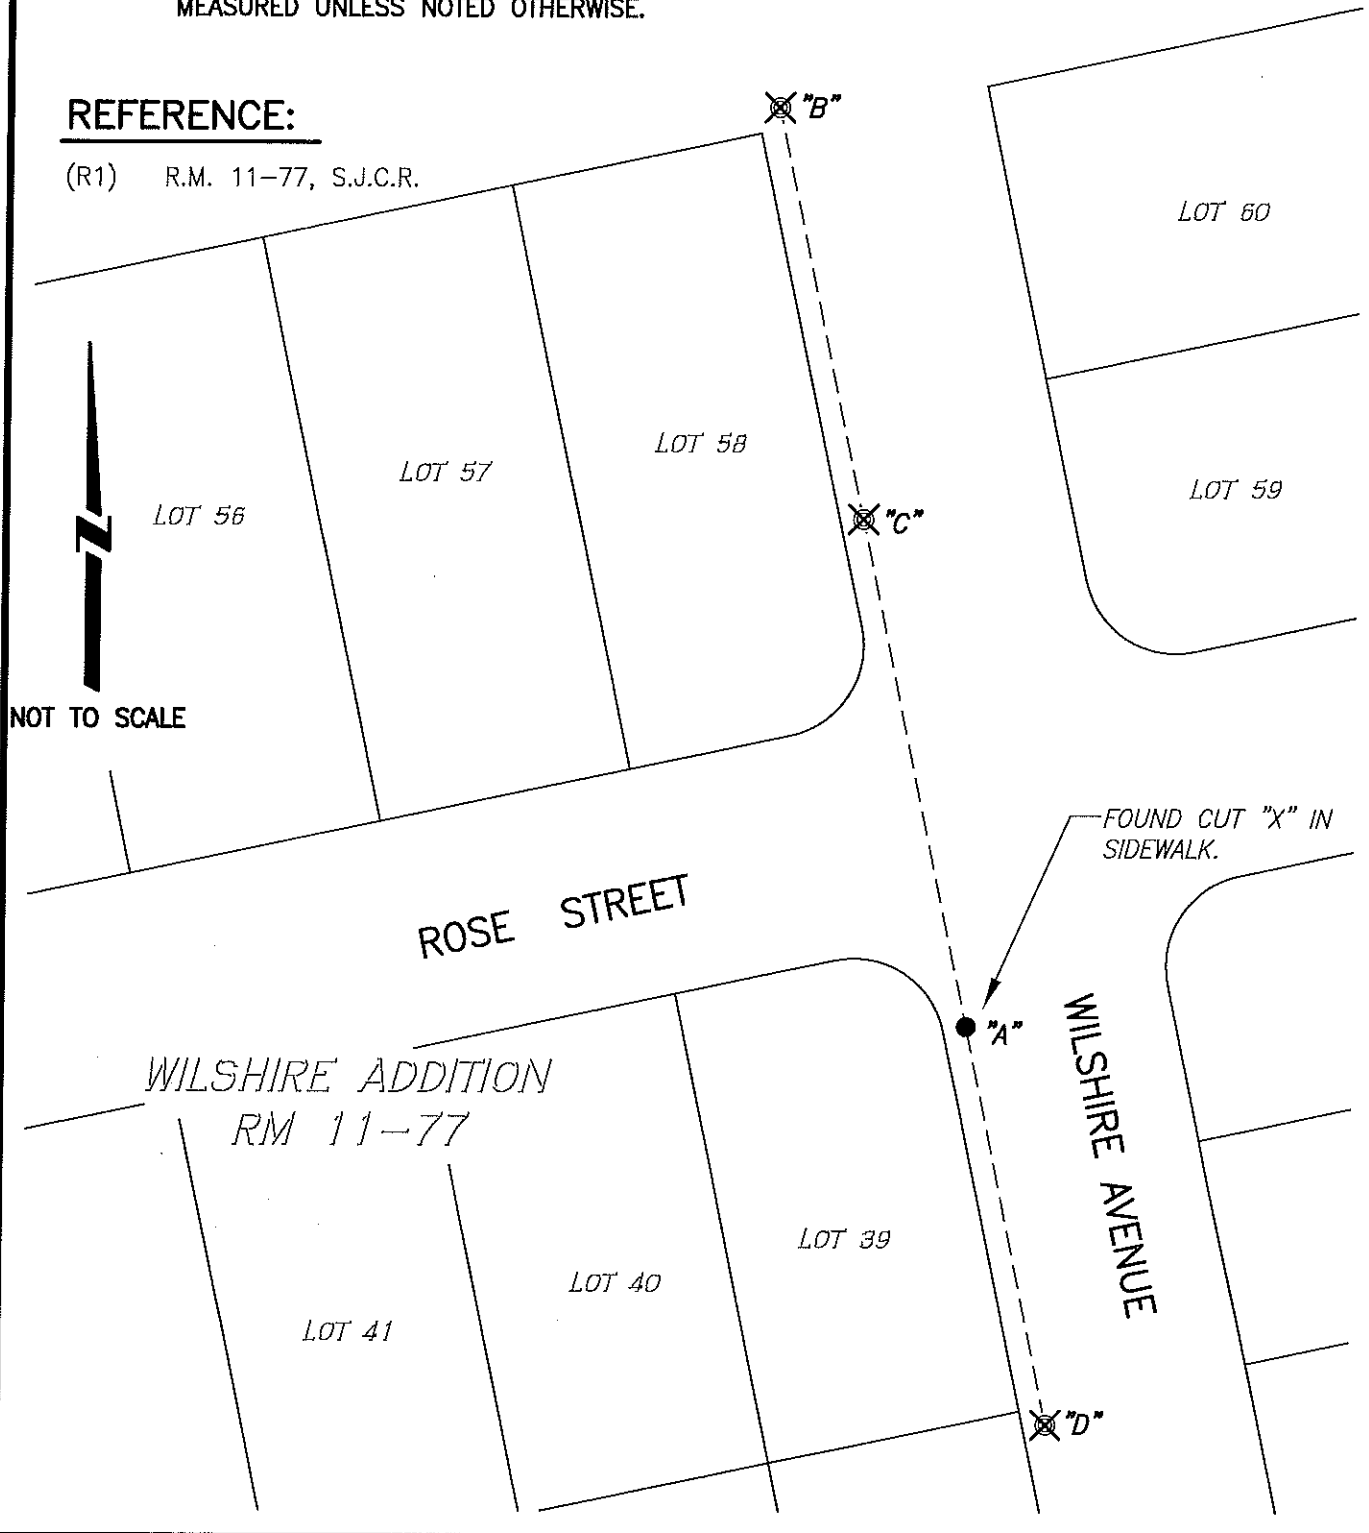 MEASURED UNLESS NOTED OTHERWISE.
REFERENCE:
(R1) R.M. 11-77, S.J.C.R.
"B"
LOT 60
LOT 58
LOT 57
LOT 56
LOT 59
"C"
N
NOT TO SCALE
FOUND CUT "X" IN
SIDEWALK.
ROSE STREET
"A"
WILSHIRE AVENUE
WILSHIRE ADDITION
RM 11-77
LOT 39
LOT 40
LOT 41
"D"